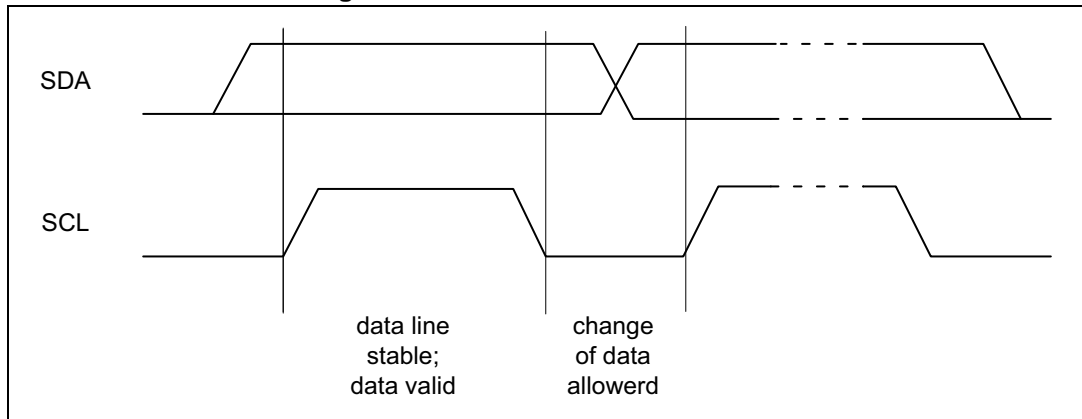 SDA
SCL
data line
stable;
data valid
change
of data
allowerd